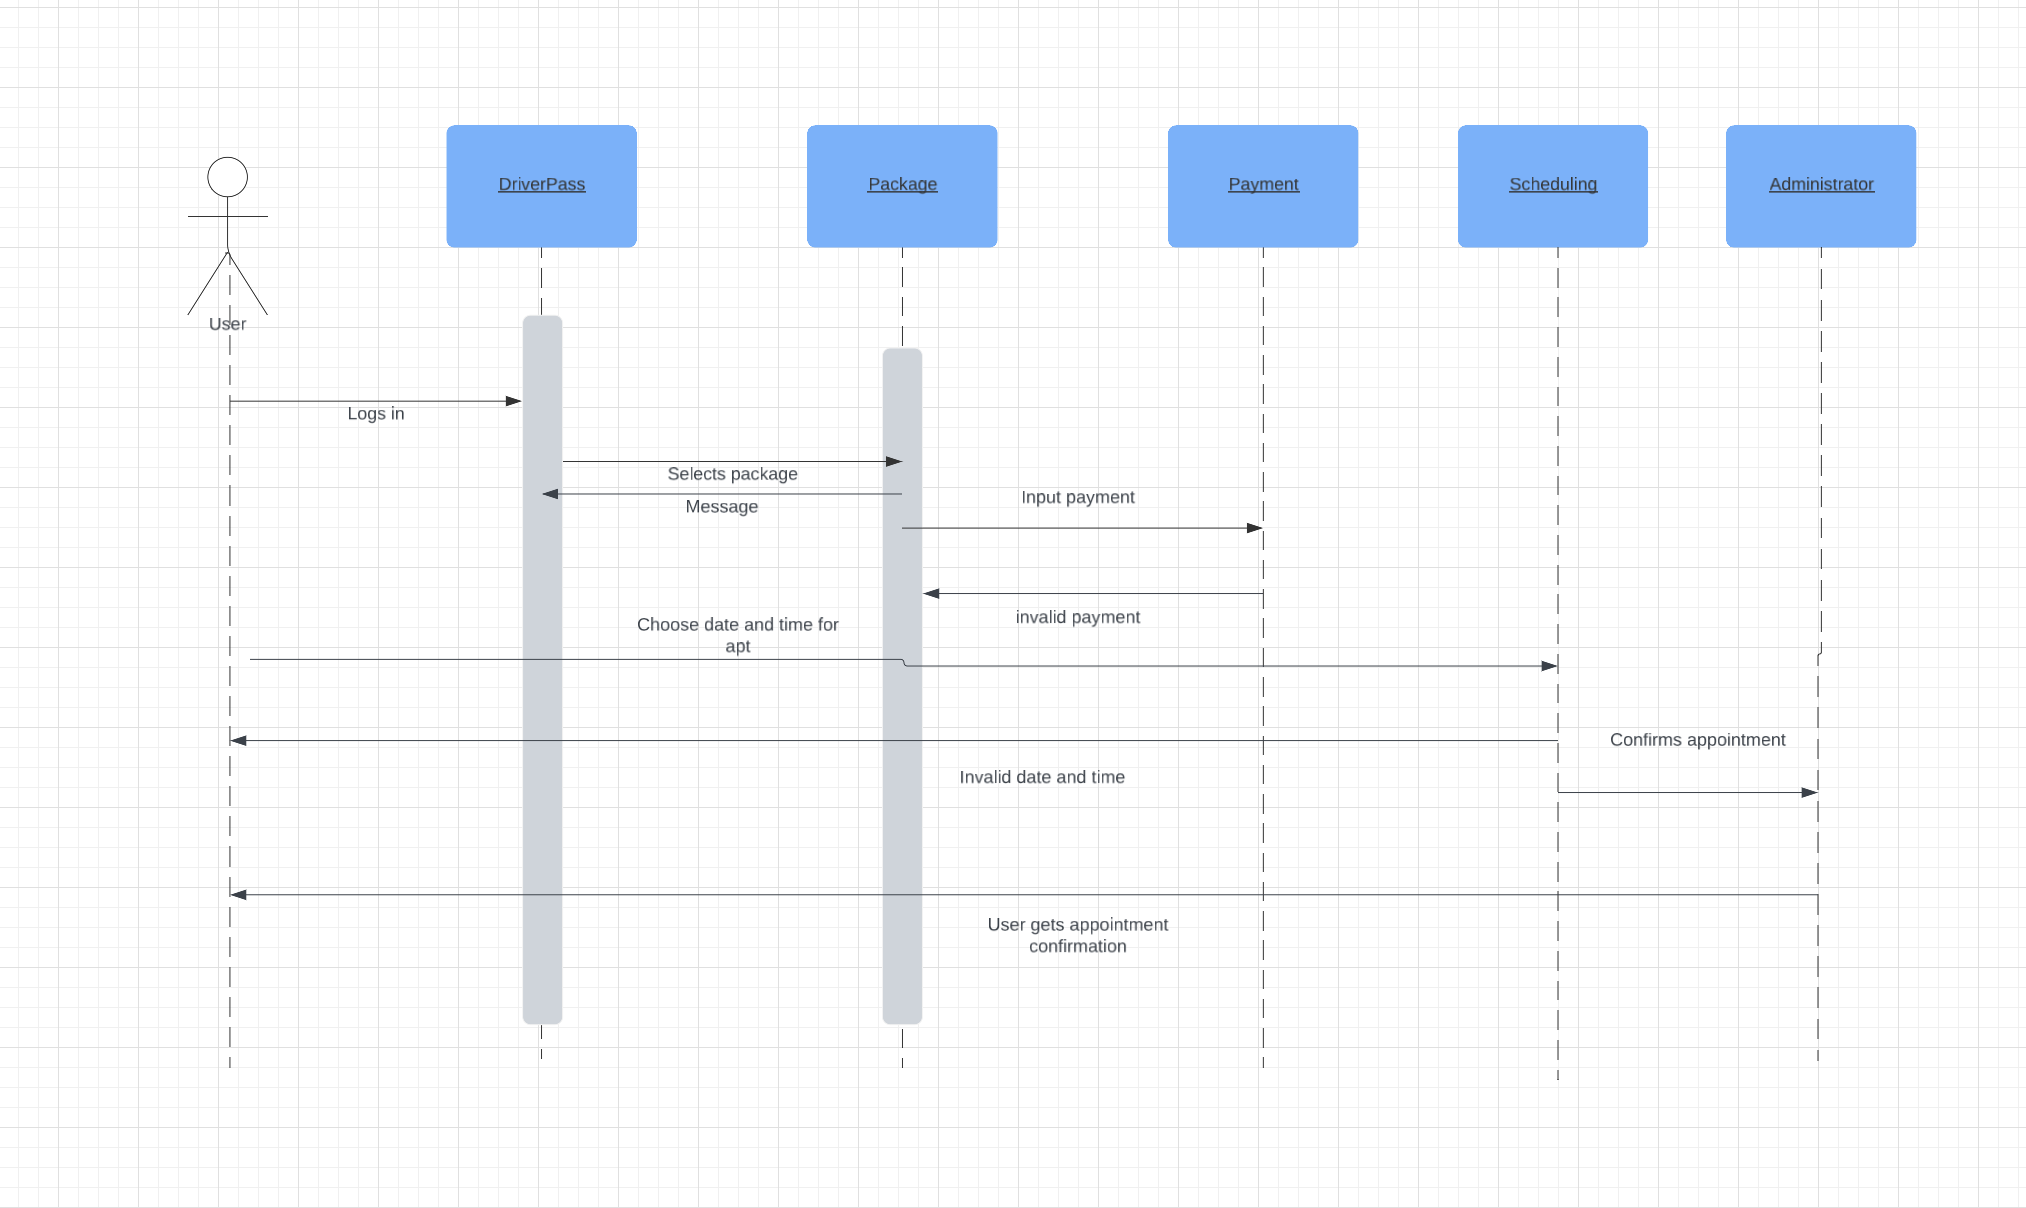 DriverPass
Package
Payment
Scheduling
Administrator
User
Logs in
Selects package
Message
Input payment
invalid payment
Choose date and time for
apt
Confirms appointment
Invalid date and time
User gets appointment
confirmation